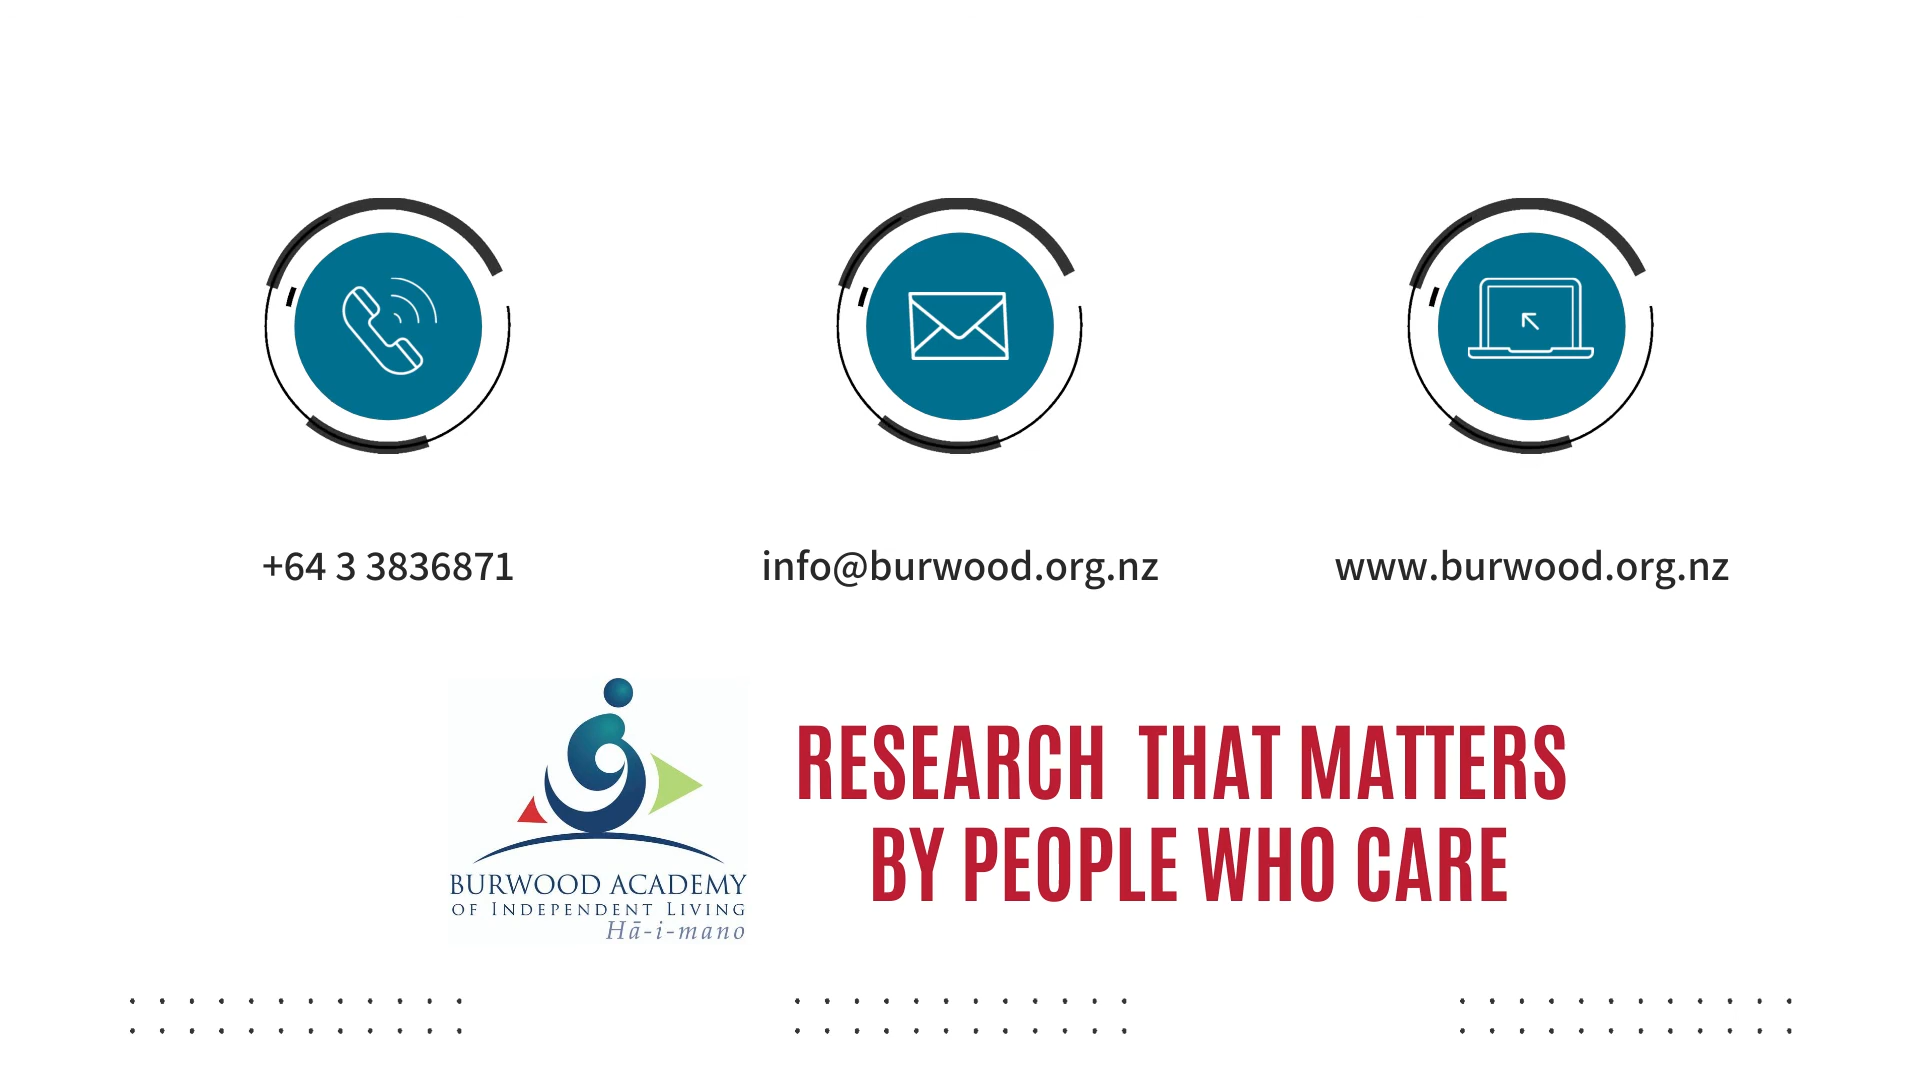 +64 3 3836871
info@burwood.org.nz
www.burwood.org.nz
RESEARCH THAT MATTERS
BY PEOPLE WHO CARE
BURWOOD ACADEMY
OF INDEPENDENT LIVING
Hā-i-mano